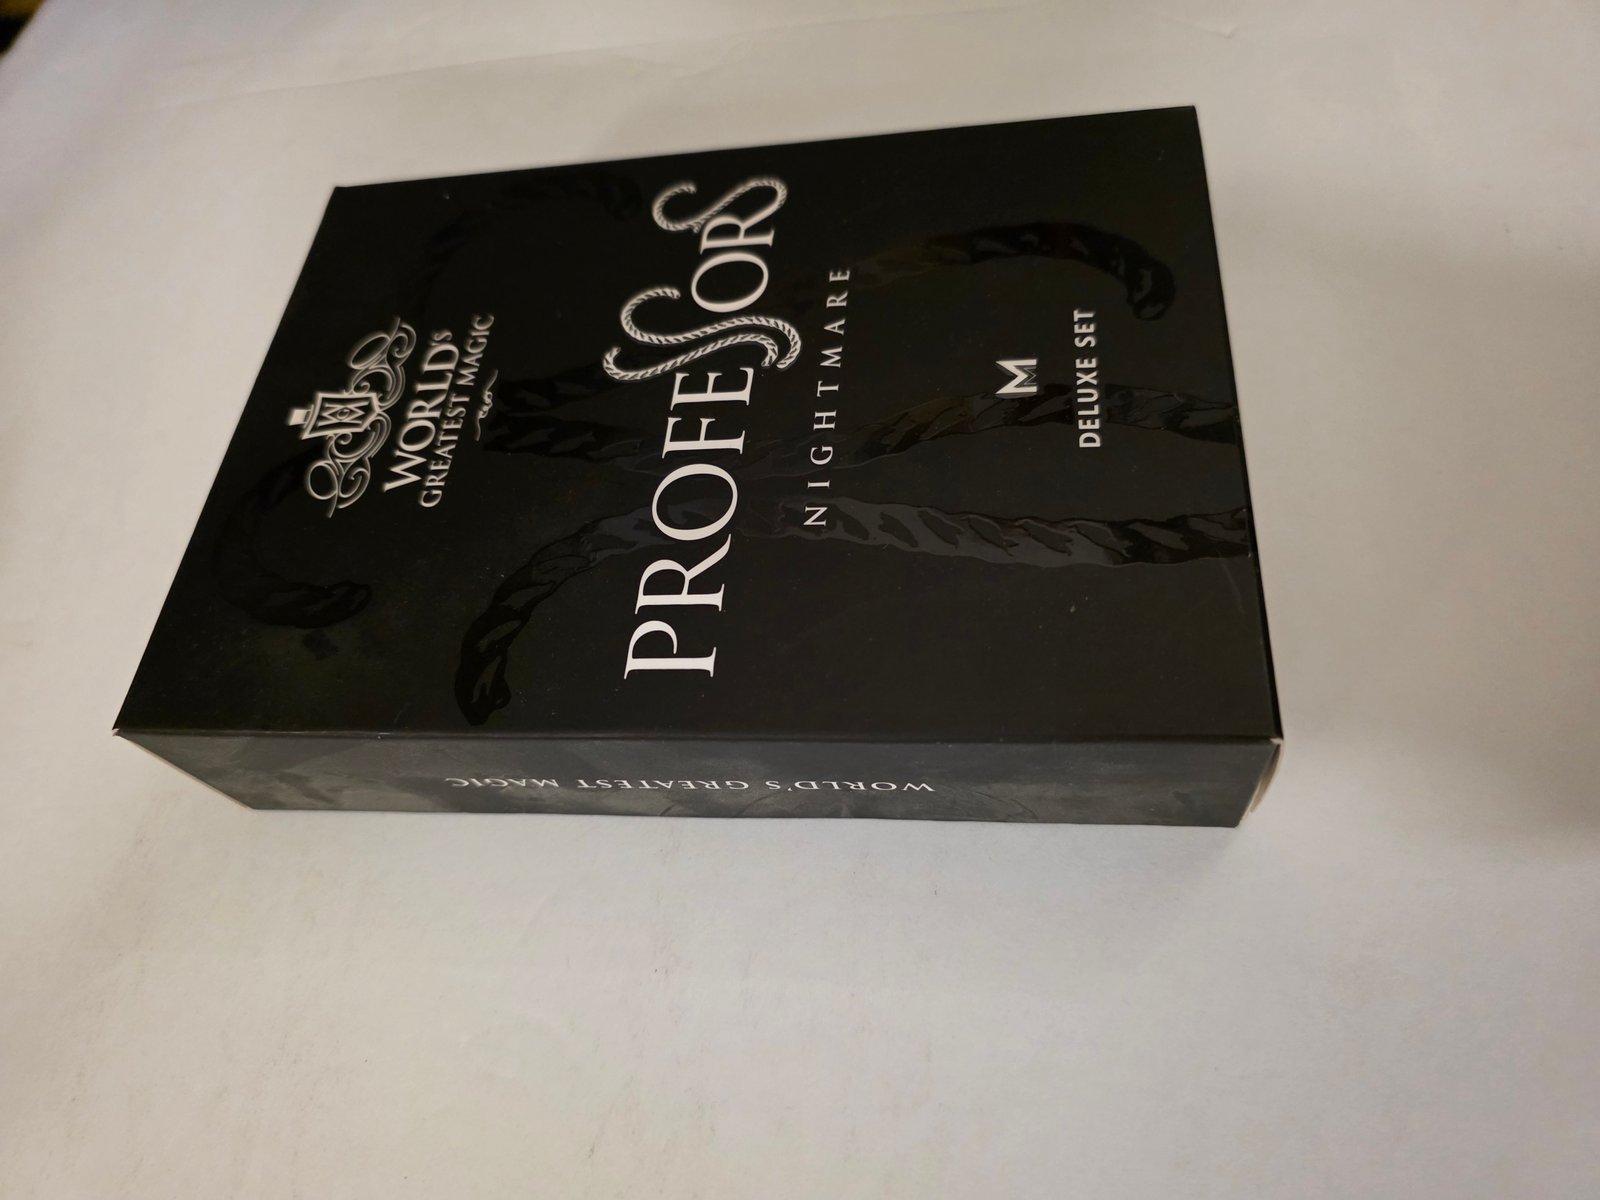 WORLD'S
GREATEST MAGIC
PROFESSORS
NIGHTMARE
M
DELUXE SET
WORLD'S GREATEST MAGIC